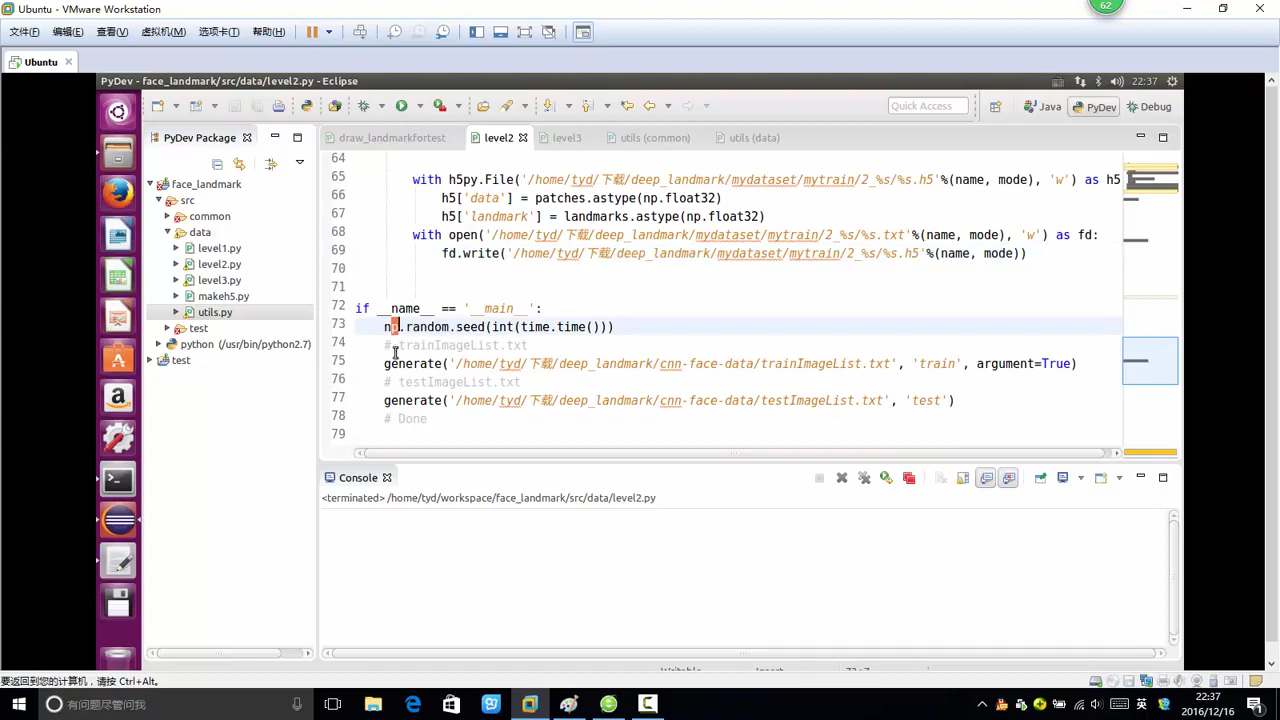 Ubuntu - VMware Workstation
62
文件(F) 编辑(E) 查看(V) 虚拟机(M) 选项卡(T) 帮助(H)
Ubuntu
PyDev - face_landmark/src/data/level2.py - Eclipse
22:37
Quick Access
Java
PyDev
Debug
PyDev Package
draw_landmarkfortest
level2
level3
utils (common)
utils (data)
face_landmark
src
common
data
level1.py
level2.py
level3.py
makeh5.py
utils.py
test
python (/usr/bin/python2.7)
test
64
65 with h5py.File('/home/tyd/下载/deep_landmark/mydataset/mytrain/2_%s/%s.h5'%(name, mode), 'w') as h5
66 h5['data'] = patches.astype(np.float32)
67 h5['landmark'] = landmarks.astype(np.float32)
68 with open('/home/tyd/下载/deep_landmark/mydataset/mytrain/2_%s/%s.txt'%(name, mode), 'w') as fd:
69 fd.write('/home/tyd/下载/deep_landmark/mydataset/mytrain/2_%s/%s.h5'%(name, mode))
70
71
72 if __name__ == '__main__':
73 np.random.seed(int(time.time()))
74 # trainImageList.txt
75 generate('/home/tyd/下载/deep_landmark/cnn-face-data/trainImageList.txt', 'train', argument=True)
76 # testImageList.txt
77 generate('/home/tyd/下载/deep_landmark/cnn-face-data/testImageList.txt', 'test')
78 # Done
79
Console
<terminated> /home/tyd/workspace/face_landmark/src/data/level2.py
要返回到您的计算机，请按 Ctrl+Alt。
有问题尽管问我
英
22:37
2016/12/16